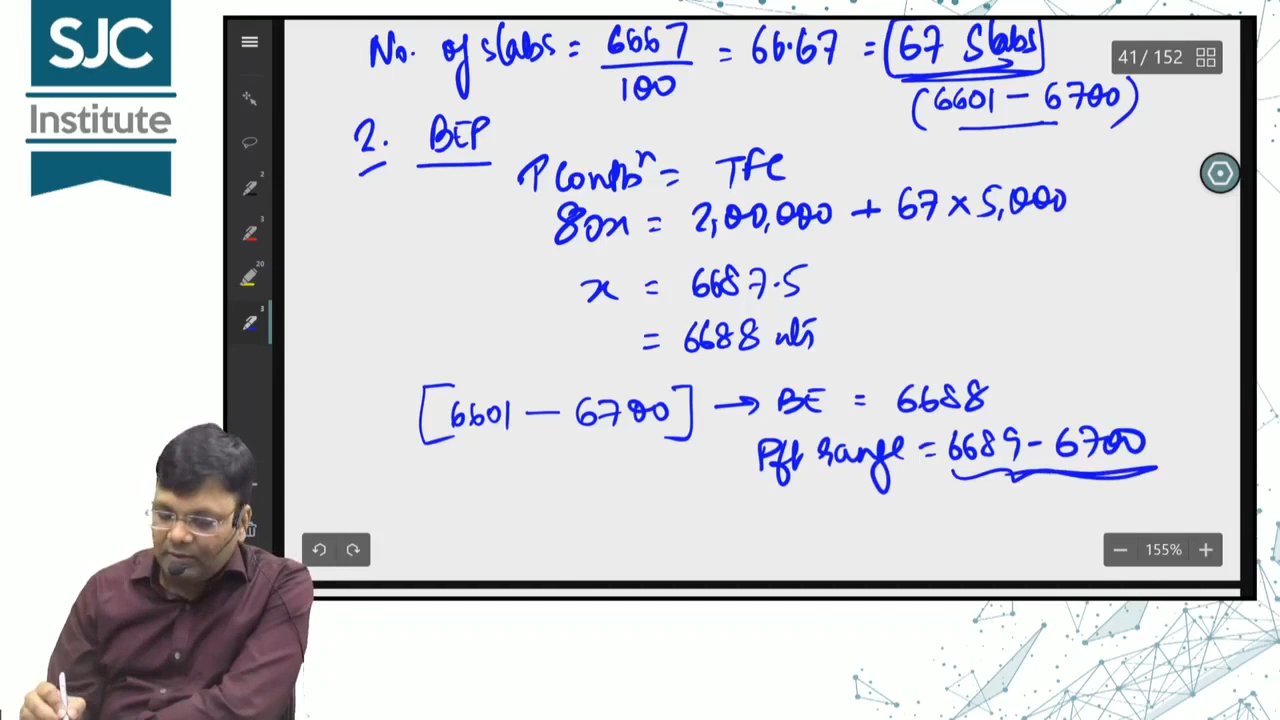 SJC
Institute
No. of slabs = 6667 / 100 = 66.67 = 67 Slabs
41 / 152
(6601 - 6700)
2. BEP
T Contbn = TFC
80x = 2,00,000 + 67 × 5,000
x = 6687.5
= 6688 uts
[6601 - 6700] → BE = 6688
Pft range = 6689 - 6700
155%